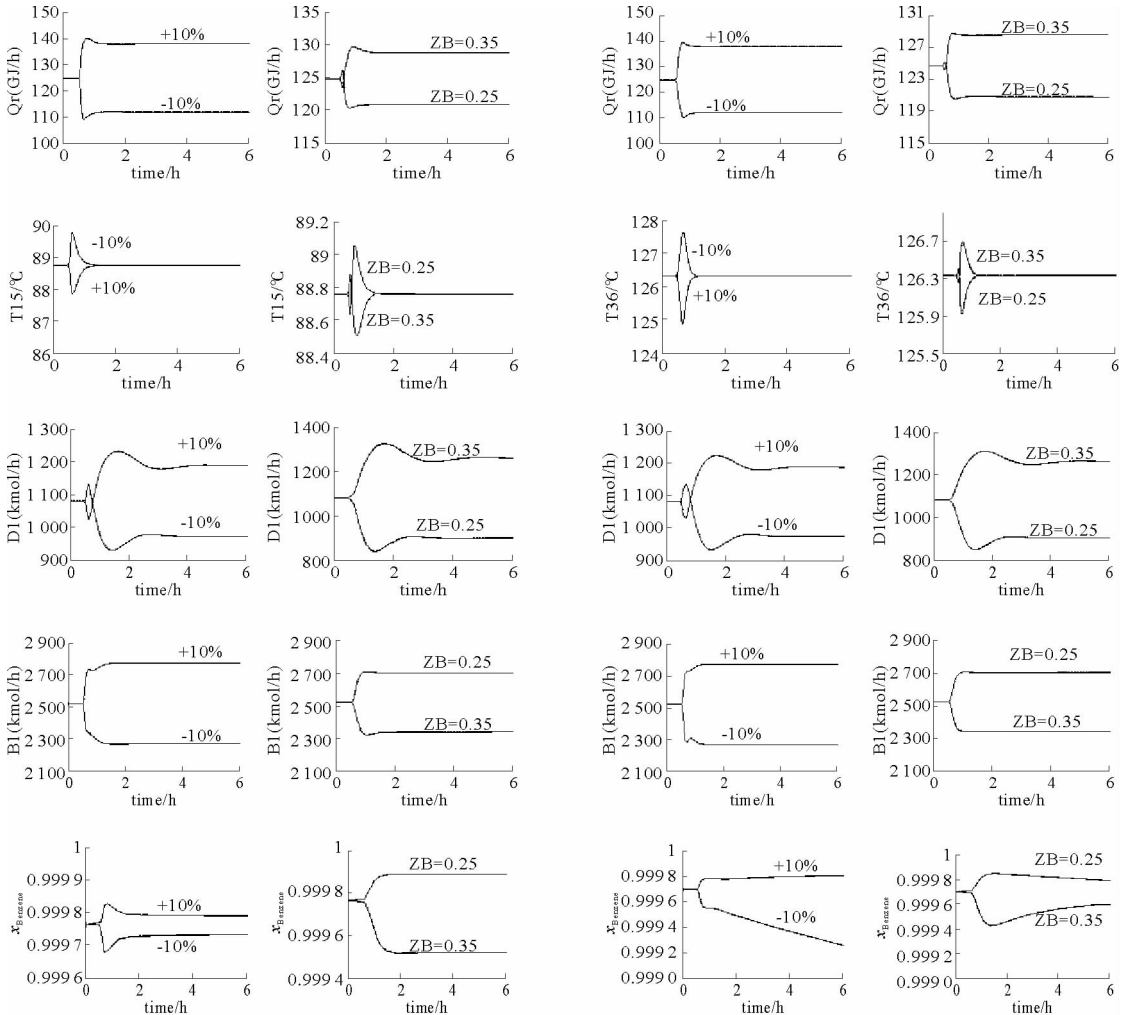 Qr(GJ/h)
150
140
130
120
110
100
+10%
-10%
0 2 4 6
time/h
Qr(GJ/h)
135
130
125
120
115
ZB=0.35
ZB=0.25
0 2 4 6
time/h
Qr(GJ/h)
150
140
130
120
110
100
+10%
-10%
0 2 4 6
time/h
Qr(GJ/h)
131
127
123
119
115
ZB=0.35
ZB=0.25
0 2 4 6
time/h
T15/℃
90
89
88
87
86
-10%
+10%
0 2 4 6
time/h
T15/℃
89.2
89
88.8
88.6
88.4
ZB=0.25
ZB=0.35
0 2 4 6
time/h
T36/℃
128
127
126
125
124
-10%
+10%
0 2 4 6
time/h
T36/℃
126.7
126.3
125.9
125.5
ZB=0.35
ZB=0.25
0 2 4 6
time/h
D1(kmol/h)
1 300
1 200
1 100
1 000
900
+10%
-10%
0 2 4 6
time/h
D1(kmol/h)
1400
1200
1000
800
ZB=0.35
ZB=0.25
0 2 4 6
time/h
D1(kmol/h)
1 300
1 200
1 100
1 000
900
+10%
-10%
0 2 4 6
time/h
D1(kmol/h)
1400
1200
1000
800
ZB=0.35
ZB=0.25
0 2 4 6
time/h
B1(kmol/h)
2 900
2 700
2 500
2 300
2 100
+10%
-10%
0 2 4 6
time/h
B1(kmol/h)
2 900
2 700
2 500
2 300
2 100
ZB=0.25
ZB=0.35
0 2 4 6
time/h
B1(kmol/h)
2 900
2 700
2 500
2 300
2 100
+10%
-10%
0 2 4 6
time/h
B1(kmol/h)
2 900
2 700
2 500
2 300
2 100
ZB=0.25
ZB=0.35
0 2 4 6
time/h
xBenzene
1
0.999 9
0.999 8
0.999 7
0.999 6
+10%
-10%
0 2 4 6
time/h
xBenzene
1
0.999 8
0.999 6
0.999 4
ZB=0.25
ZB=0.35
0 2 4 6
time/h
xBenzene
1
0.999 8
0.999 6
0.999 4
0.999 2
0.999 0
+10%
-10%
0 2 4 6
time/h
xBenzene
1
0.999 8
0.999 6
0.999 4
0.999 2
0.999 0
ZB=0.25
ZB=0.35
0 2 4 6
time/h